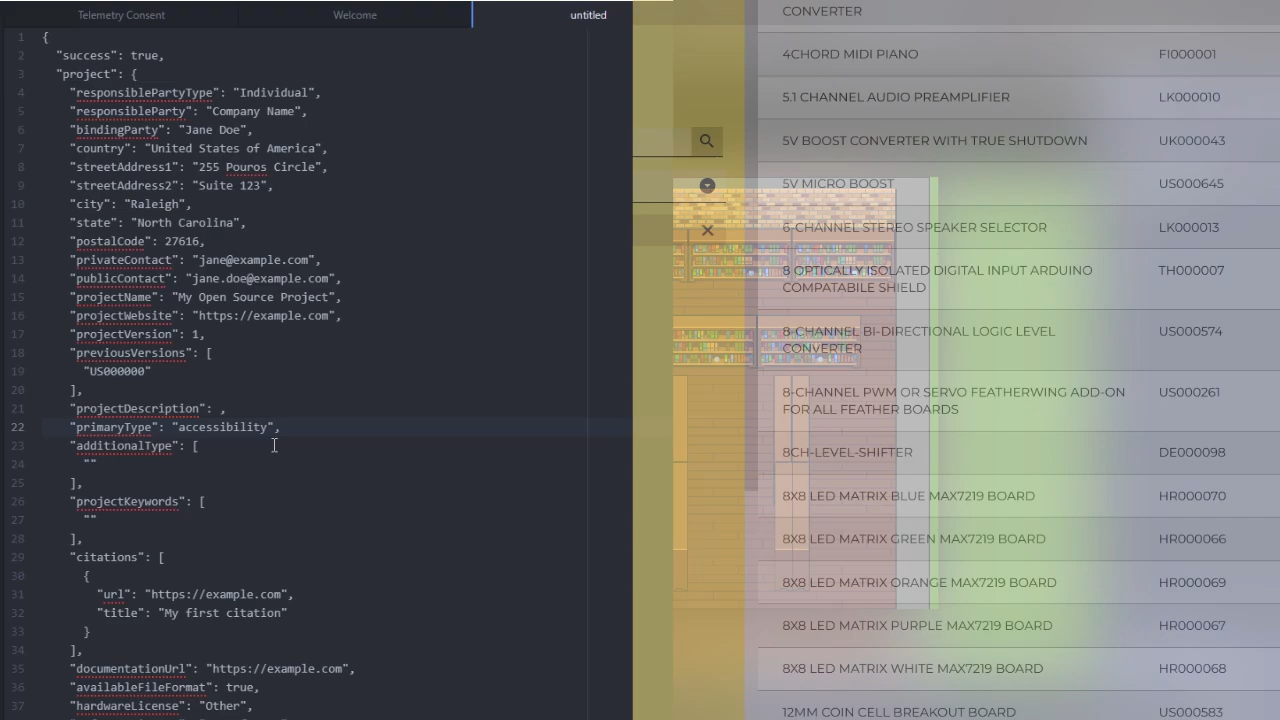 Telemetry Consent
Welcome
untitled
1 {
2 "success": true,
3 "project": {
4 "responsiblePartyType": "Individual",
5 "responsibleParty": "Company Name",
6 "bindingParty": "Jane Doe",
7 "country": "United States of America",
8 "streetAddress1": "255 Pouros Circle",
9 "streetAddress2": "Suite 123",
10 "city": "Raleigh",
11 "state": "North Carolina",
12 "postalCode": 27616,
13 "privateContact": "jane@example.com",
14 "publicContact": "jane.doe@example.com",
15 "projectName": "My Open Source Project",
16 "projectWebsite": "https://example.com",
17 "projectVersion": 1,
18 "previousVersions": [
19 "US000000"
20 ],
21 "projectDescription": ,
22 "primaryType": "accessibility",
23 "additionalType": [
24 ""
25 ],
26 "projectKeywords": [
27 ""
28 ],
29 "citations": [
30 {
31 "url": "https://example.com",
32 "title": "My first citation"
33 }
34 ],
35 "documentationUrl": "https://example.com",
36 "availableFileFormat": true,
37 "hardwareLicense": "Other",
CONVERTER
4CHORD MIDI PIANO FI000001
5.1 CHANNEL AUDIO PREAMPLIFIER LK000010
5V BOOST CONVERTER WITH TRUE SHUTDOWN UK000043
5V MICRO BOOST US000645
6-CHANNEL STEREO SPEAKER SELECTOR LK000013
8 OPTICALLY ISOLATED DIGITAL INPUT ARDUINO TH000007
COMPATABILE SHIELD
8-CHANNEL BI-DIRECTIONAL LOGIC LEVEL US000574
CONVERTER
8-CHANNEL PWM OR SERVO FEATHERWING ADD-ON US000261
FOR ALL FEATHER BOARDS
8CH-LEVEL-SHIFTER DE000098
8X8 LED MATRIX BLUE MAX7219 BOARD HR000070
8X8 LED MATRIX GREEN MAX7219 BOARD HR000066
8X8 LED MATRIX ORANGE MAX7219 BOARD HR000069
8X8 LED MATRIX PURPLE MAX7219 BOARD HR000067
8X8 LED MATRIX WHITE MAX7219 BOARD HR000068
12MM COIN CELL BREAKOUT BOARD US000583